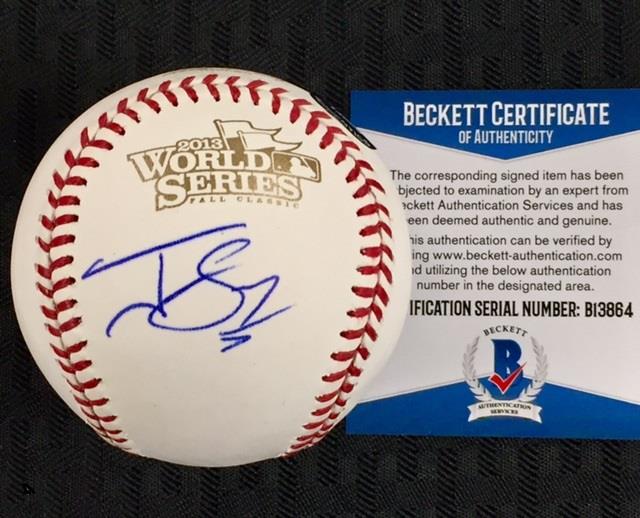 2013
WORLD
SERIES
FALL CLASSIC
BECKETT CERTIFICATE
OF AUTHENTICITY
The corresponding signed item has been
bjected to examination by an expert from
eckett Authentication Services and has
een deemed authentic and genuine.
his authentication can be verified by
ing www.beckett-authentication.com
nd utilizing the below authentication
number in the designated area.
IFICATION SERIAL NUMBER: B13864
BECKETT
B
AUTHENTICATION
SERVICES